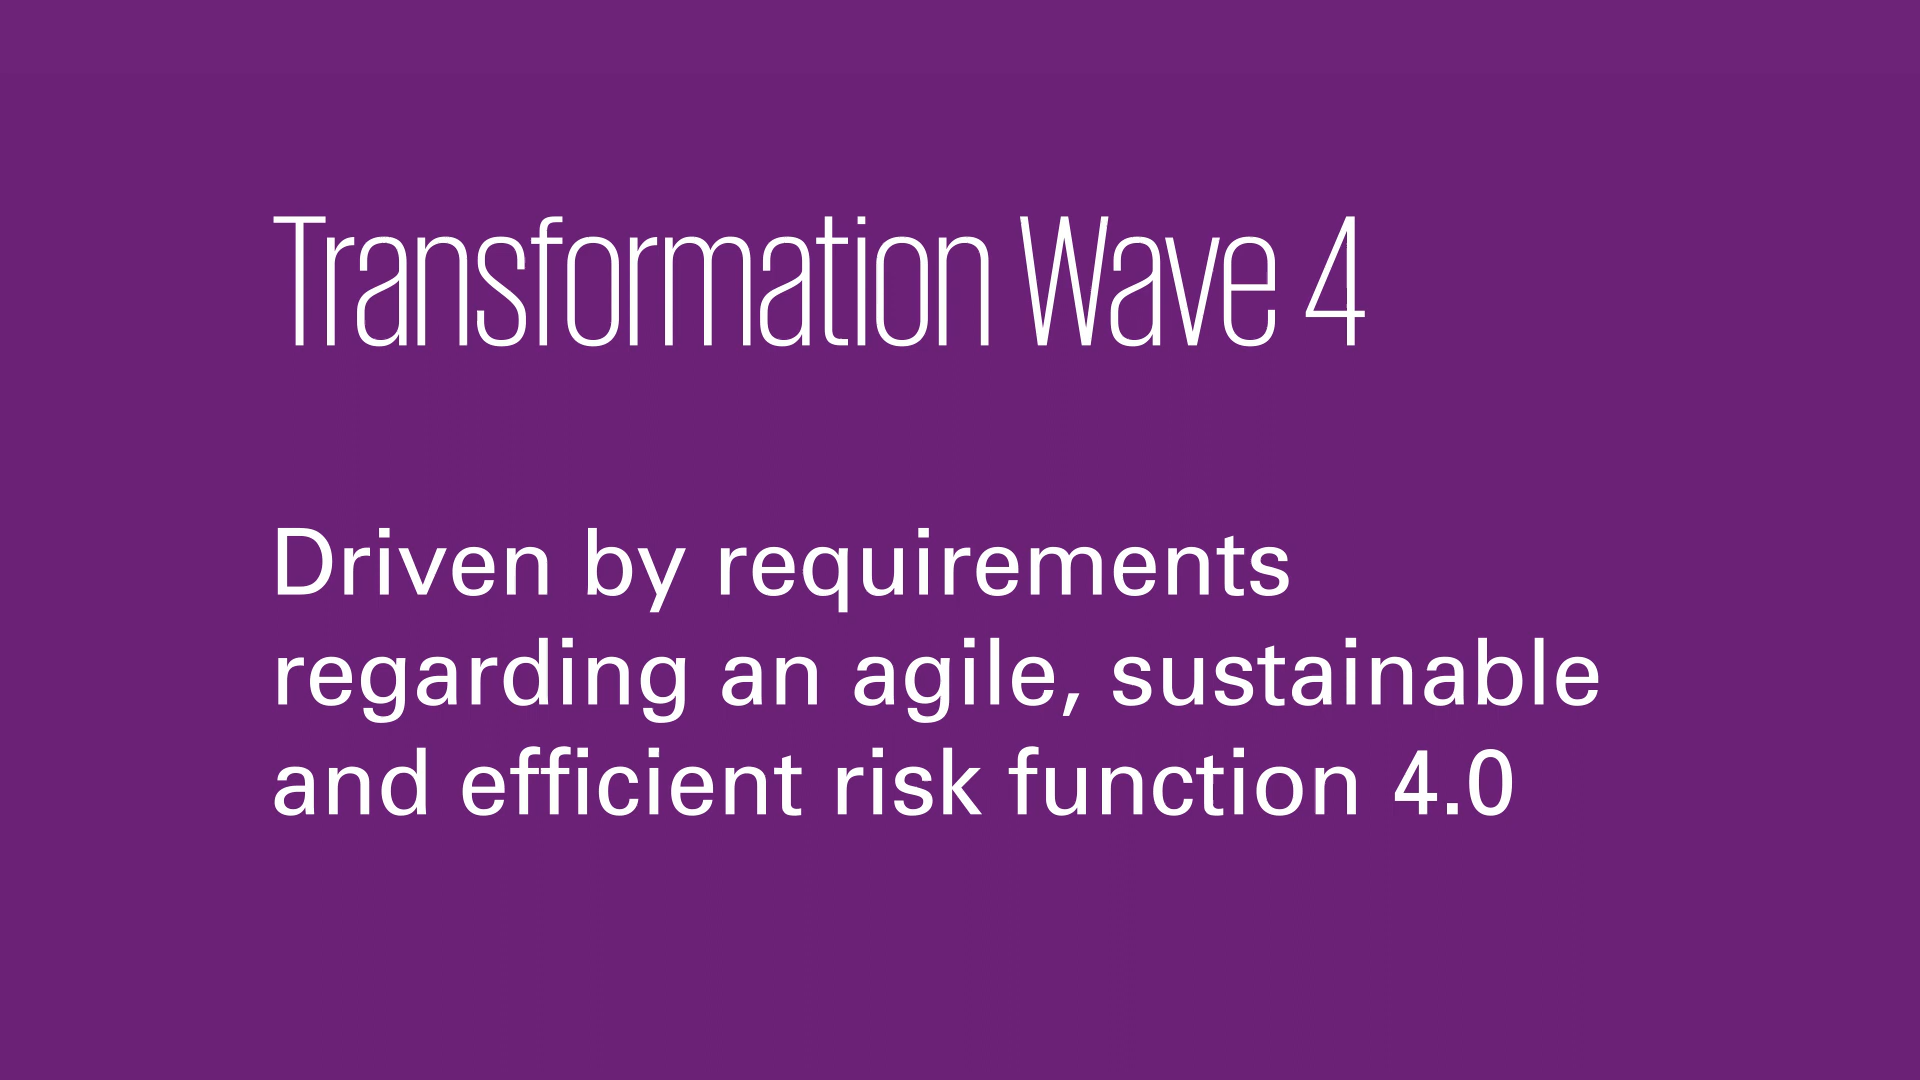 Transformation Wave 4
Driven by requirements
regarding an agile, sustainable
and efficient risk function 4.0